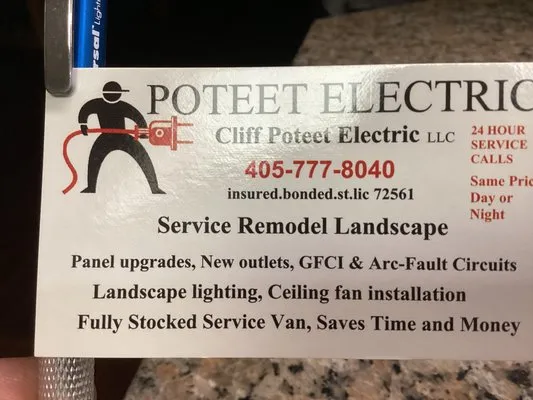 rsal Light
POTEET ELECTRIC
Cliff Poteet Electric LLC
405-777-8040
insured.bonded.st.lic 72561
24 HOUR
SERVICE
CALLS
Same Pric
Day or
Night
Service Remodel Landscape
Panel upgrades, New outlets, GFCI & Arc-Fault Circuits
Landscape lighting, Ceiling fan installation
Fully Stocked Service Van, Saves Time and Money